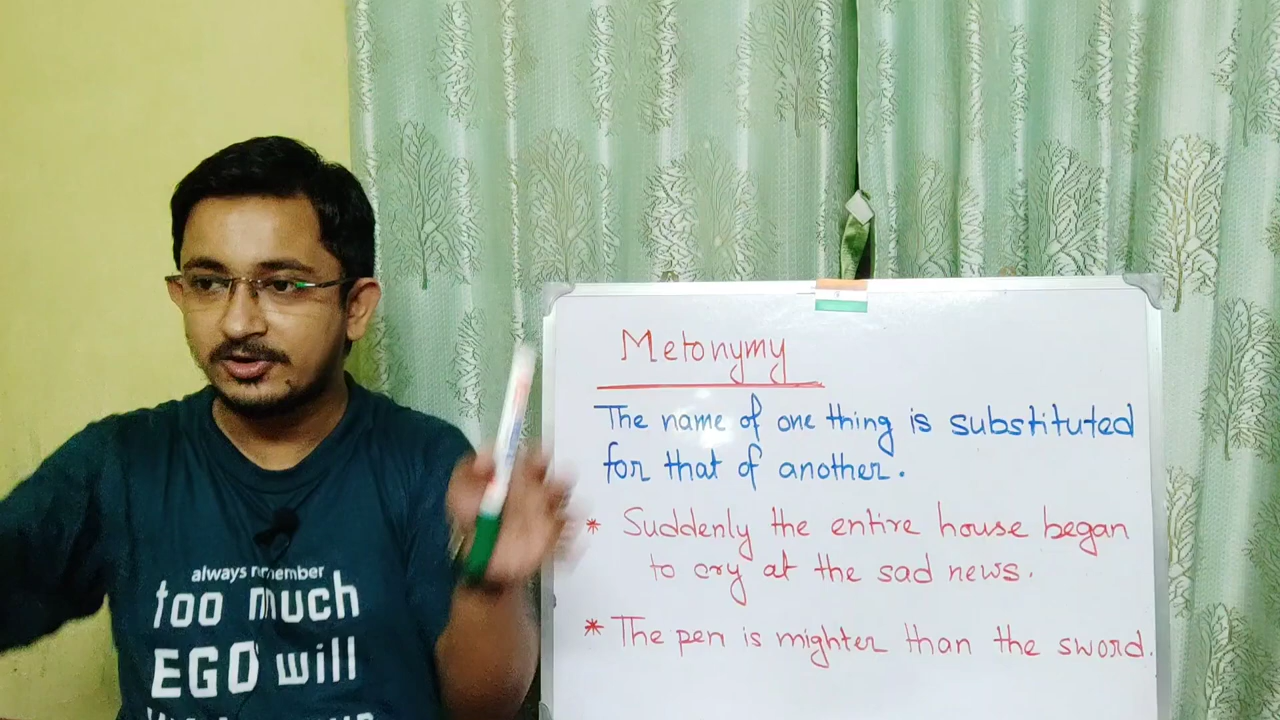 Metonymy
The name of one thing is substituted
for that of another.
* Suddenly the entire house began
to cry at the sad news.
* The pen is mighter than the sword.
always remember
too much
EGO will